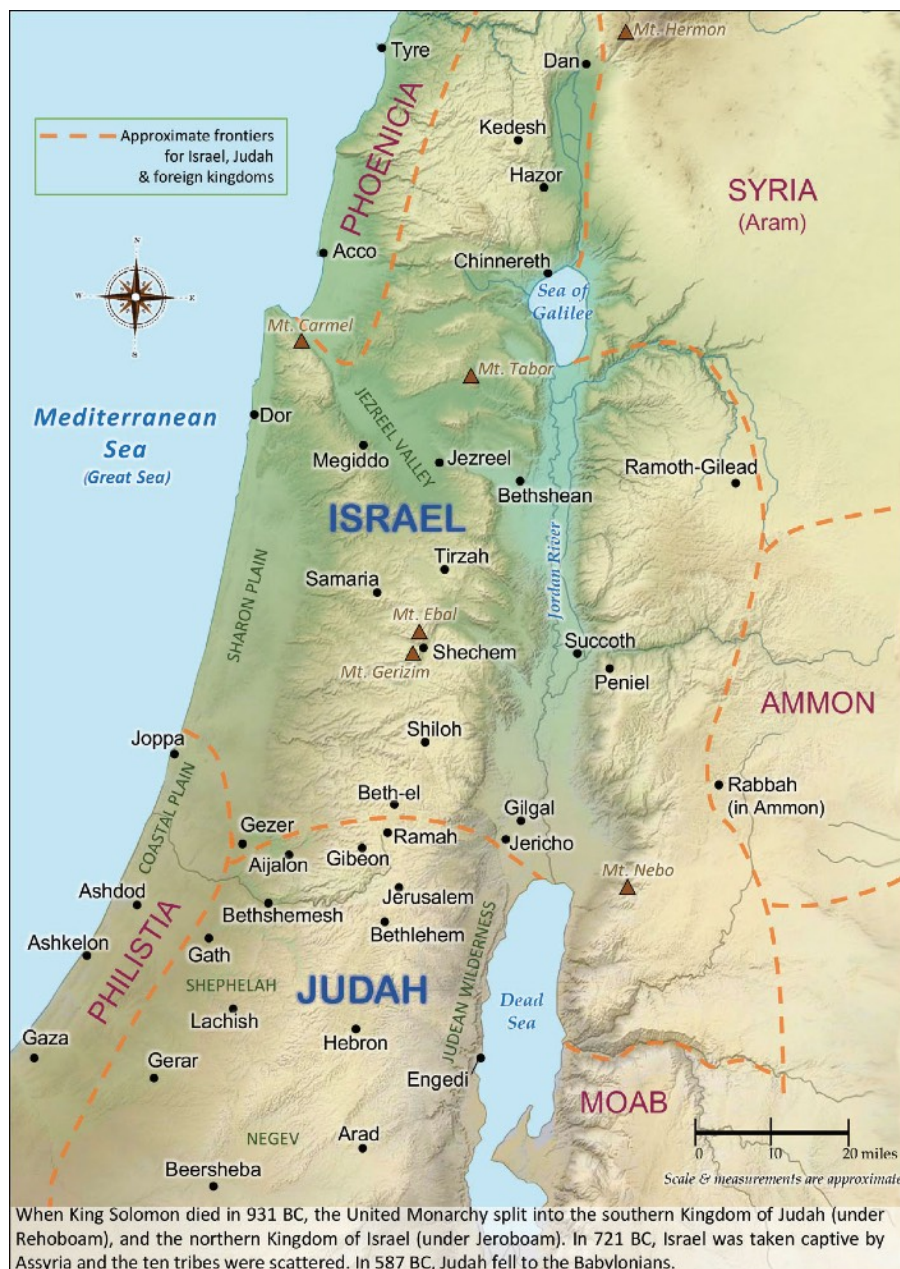 Mt. Hermon
Tyre
Dan
Approximate frontiers
for Israel, Judah
& foreign kingdoms
PHOENICIA
Kedesh
Hazor
SYRIA
(Aram)
N
W
E
S
Acco
Chinnereth
Sea of
Galilee
Mt. Carmel
Mt. Tabor
Mediterranean
Sea
(Great Sea)
Dor
JEZREEL VALLEY
Megiddo
Jezreel
Bethshean
Ramoth-Gilead
ISRAEL
Jordan River
Tirzah
Samaria
SHARON PLAIN
Mt. Ebal
Shechem
Mt. Gerizim
Succoth
Peniel
AMMON
Shiloh
Joppa
Rabbah
(in Ammon)
COASTAL PLAIN
Beth-el
Gilgal
Gezer
Ramah
Jericho
Aijalon
Gibeon
Mt. Nebo
Ashdod
Jerusalem
Bethshemesh
Bethlehem
Ashkelon
PHILISTIA
Gath
JUDEAN WILDERNESS
SHEPHELAH
JUDAH
Dead
Sea
Lachish
Hebron
Gaza
Gerar
Engedi
MOAB
NEGEV
Arad
Beersheba
0 20 miles
Scale & measurements are approximate
When King Solomon died in 931 BC, the United Monarchy split into the southern Kingdom of Judah (under
Rehoboam), and the northern Kingdom of Israel (under Jeroboam). In 721 BC, Israel was taken captive by
Assyria and the ten tribes were scattered. In 587 BC, Judah fell to the Babylonians.